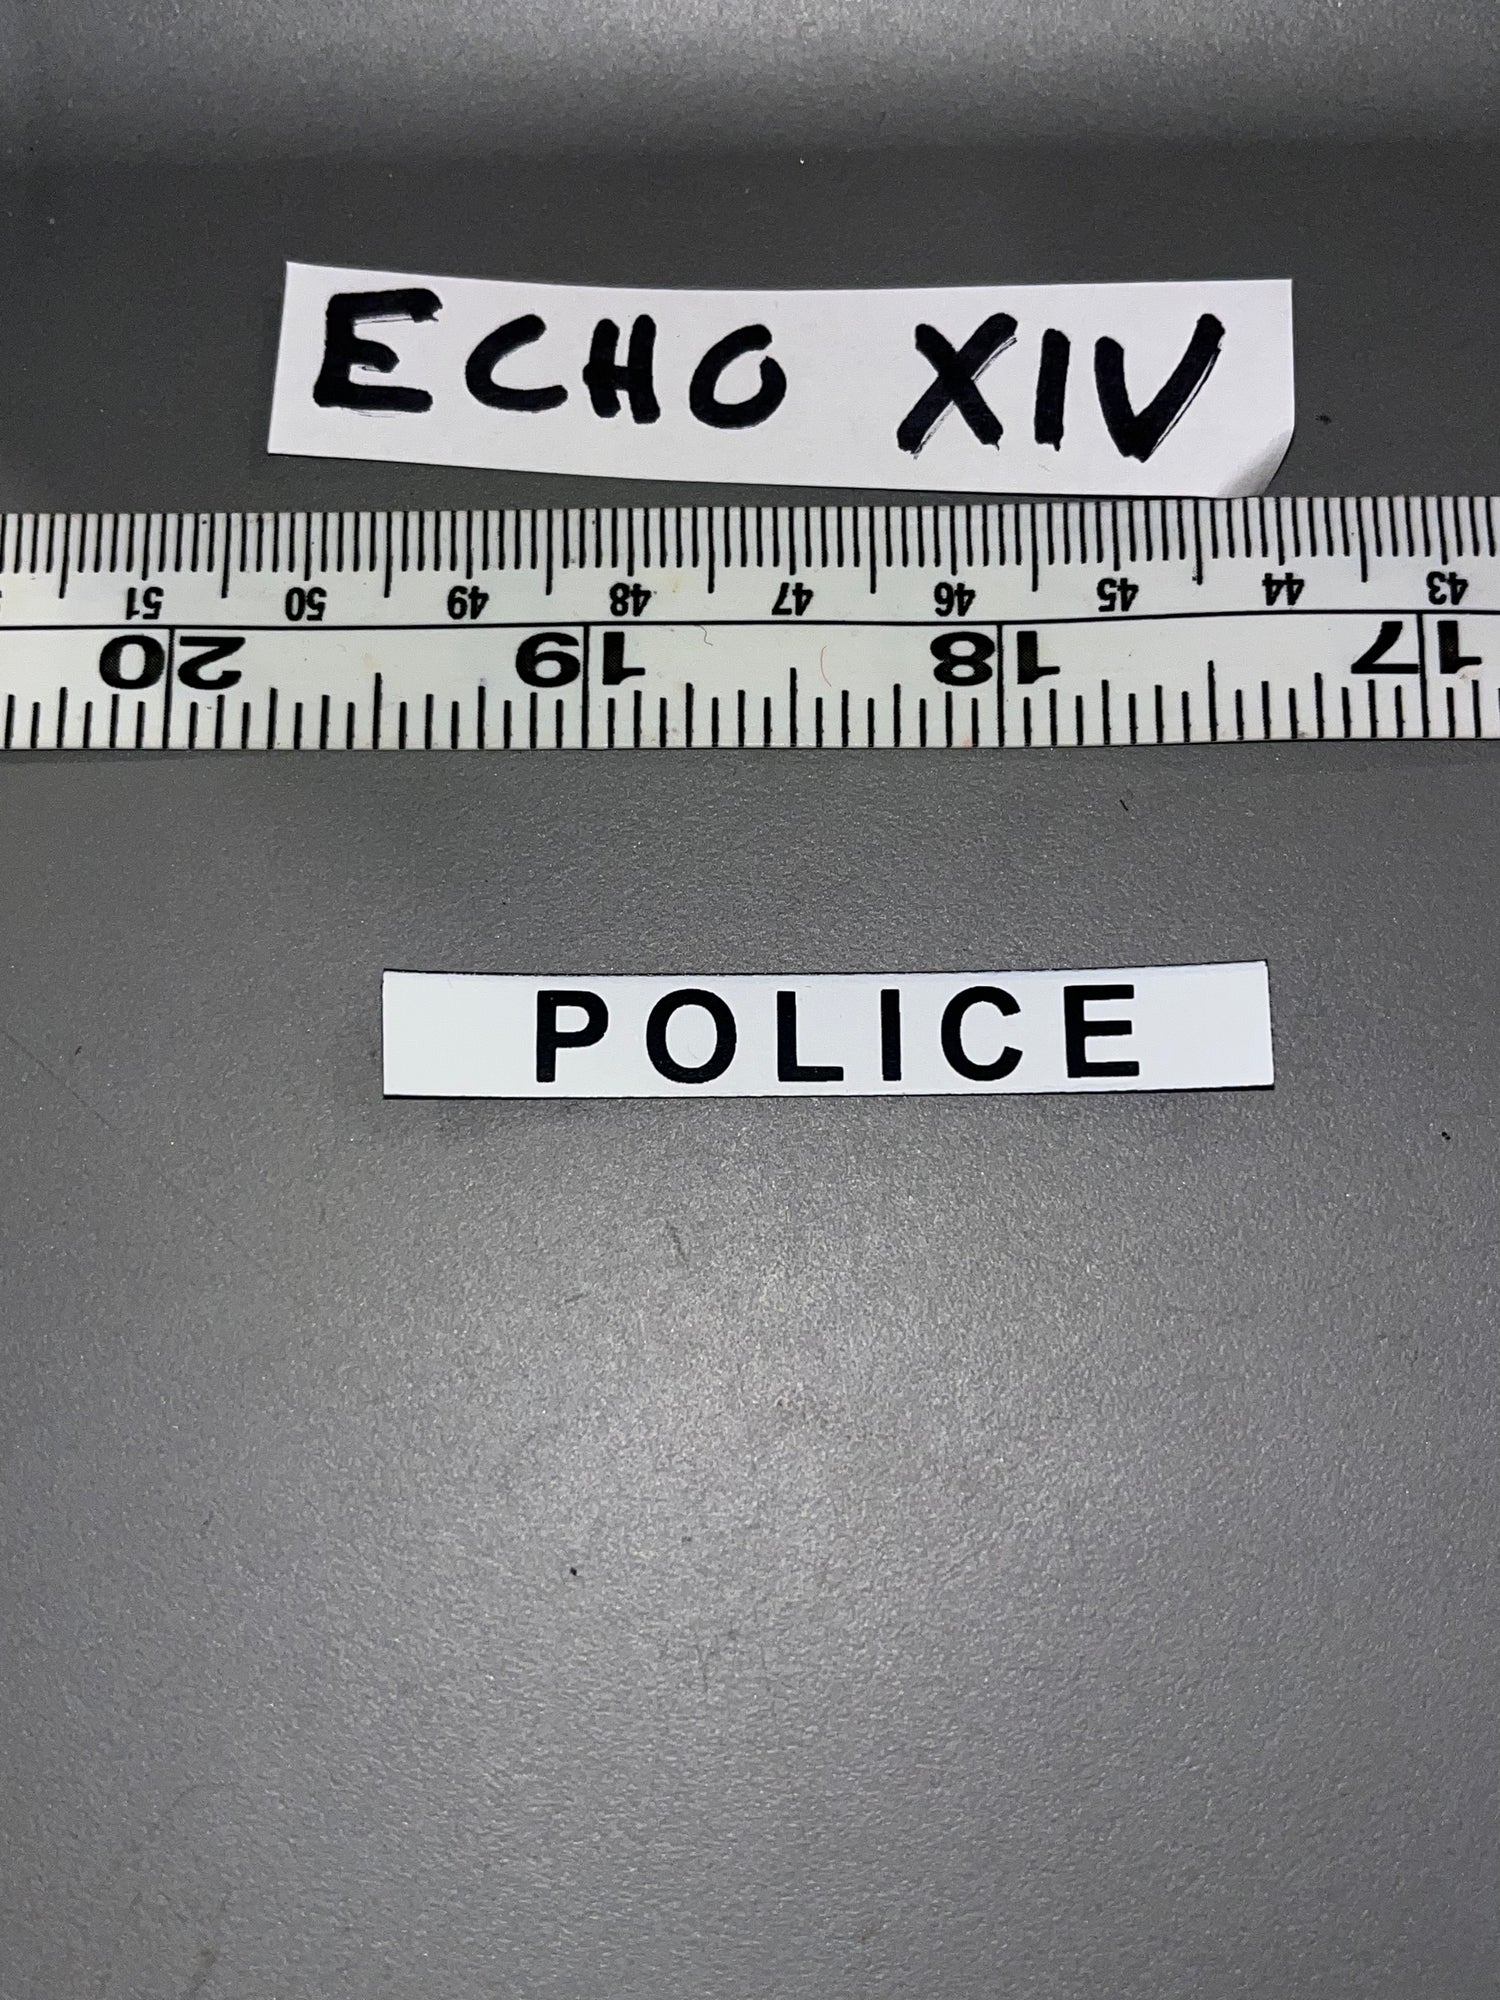 ECHO XIV
51 50 49 48 47 46 45 44 43
20 19 18 17
POLICE